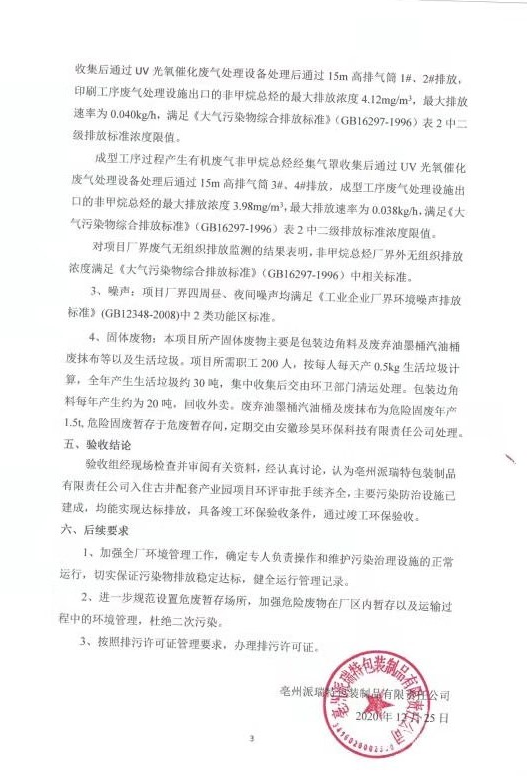 收集后通过 UV 光氧催化废气处理设备处理后通过 15m 高排气筒 1#、2#排放，
印刷工序废气处理设施出口的非甲烷总烃的最大排放浓度 4.12mg/m³，最大排放
速率为 0.040kg/h，满足《大气污染物综合排放标准》（GB16297-1996）表 2 中二
级排放标准浓度限值。
成型工序过程产生有机废气非甲烷总烃经集气罩收集后通过 UV 光氧催化
废气处理设备处理后通过 15m 高排气筒 3#、4#排放，成型工序废气处理设施出
口的非甲烷总烃的最大排放浓度 3.98mg/m³，最大排放速率为 0.038kg/h，满足《大
气污染物综合排放标准》（GB16297-1996）表 2 中二级排放标准浓度限值。
对项目厂界废气无组织排放监测的结果表明，非甲烷总烃厂界外无组织排放
浓度满足《大气污染物综合排放标准》（GB16297-1996）中相关标准。
3、噪声：项目厂界四周昼、夜间噪声均满足《工业企业厂界环境噪声排放
标准》(GB12348-2008)中 2 类功能区标准。
4、固体废物：本项目所产固体废物主要是包装边角料及废弃油墨桶汽油桶
废抹布等以及生活垃圾。项目所需职工 200 人，按每人每天产 0.5kg 生活垃圾计
算，全年产生生活垃圾约 30 吨，集中收集后交由环卫部门清运处理。包装边角
料每年产生约为 20 吨，回收外卖。废弃油墨桶汽油桶及废抹布为危险固废年产
1.5t, 危险固废暂存于危废暂存间，定期交由安徽珍昊环保科技有限责任公司处理。
五、验收结论
验收组经现场检查并审阅有关资料，经认真讨论，认为亳州派瑞特包装制品
有限责任公司入住古井配套产业园项目环评审批手续齐全，主要污染防治设施已
建成，均能实现达标排放，具备竣工环保验收条件，通过竣工环保验收。
六、后续要求
1、加强全厂环境管理工作，确定专人负责操作和维护污染治理设施的正常
运行，切实保证污染物排放稳定达标，健全运行管理记录。
2、进一步规范设置危废暂存场所，加强危险废物在厂区内暂存以及运输过
程中的环境管理，杜绝二次污染。
3、按照排污许可证管理要求，办理排污许可证。
亳州派瑞特包装制品有限责任公司
2020 年 12 月 25 日
亳州派瑞特包装制品有限责任公司
3